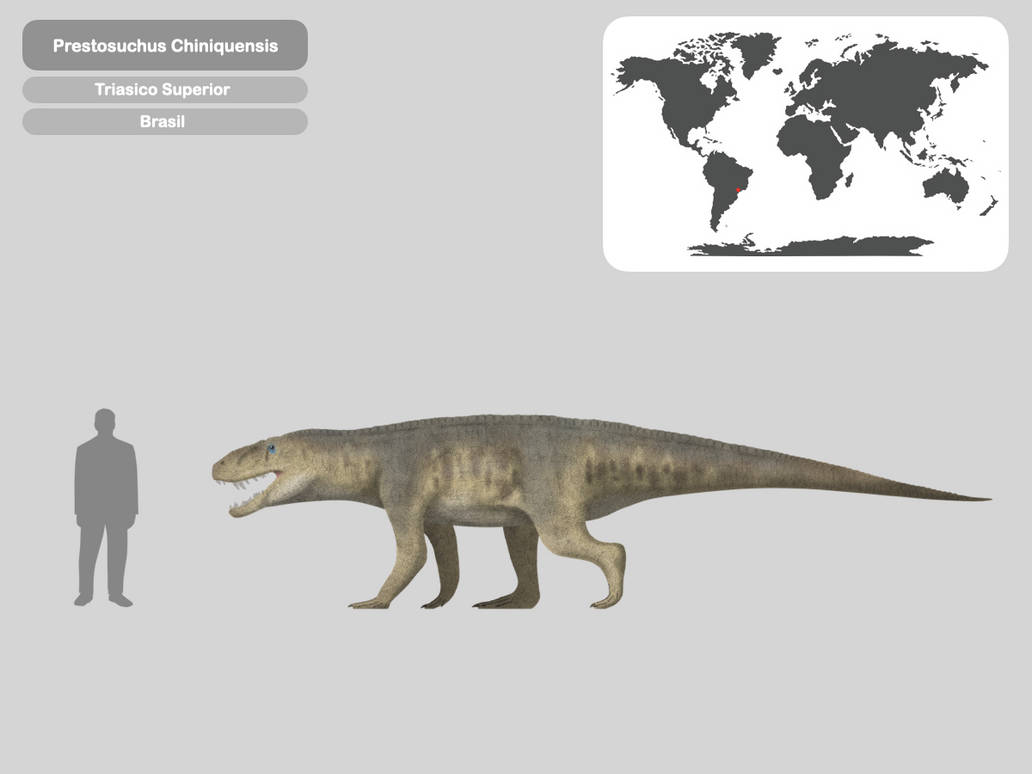 Prestosuchus Chiniquensis
Triasico Superior
Brasil